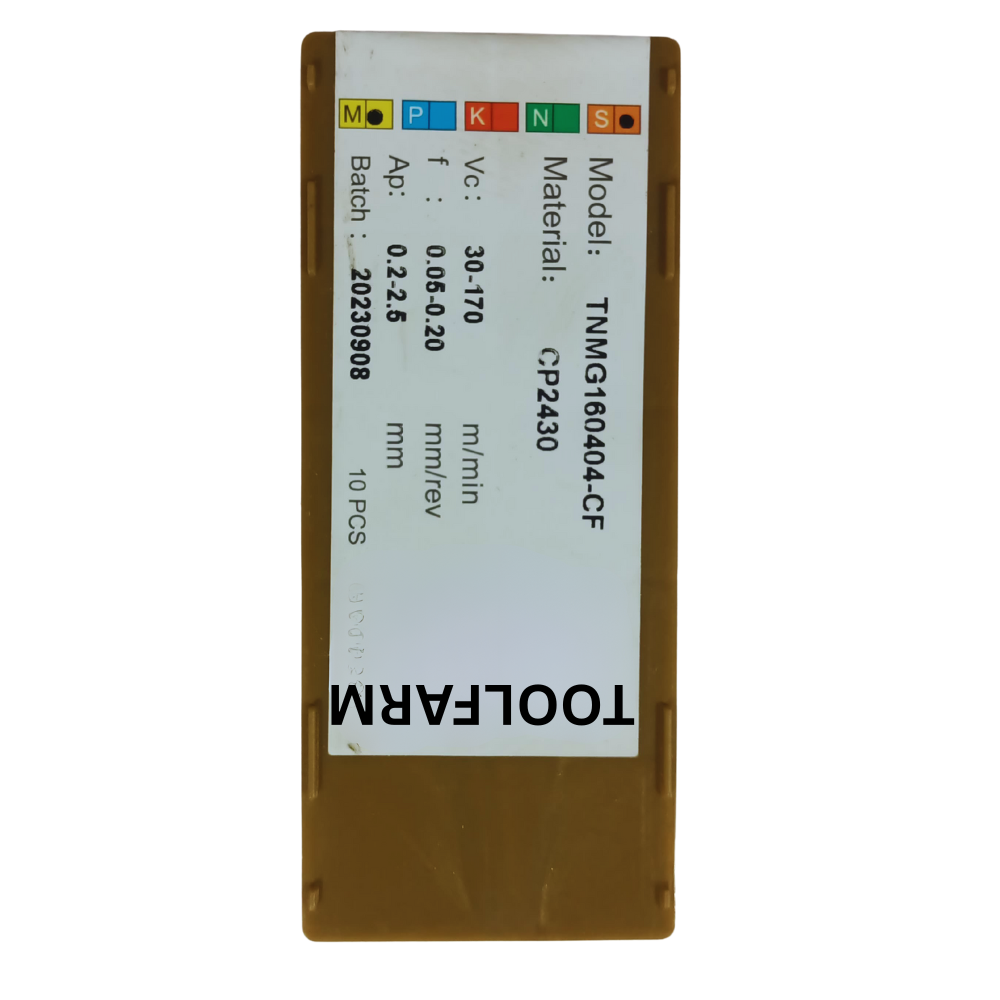 M P K N S
Model: TNMG160404-CF
Material: CP2430
Vc: 30-170 m/min
f : 0.05-0.20 mm/rev
Ap: 0.2-2.5 mm
Batch : 20230908 10 PCS
TOOLFARM